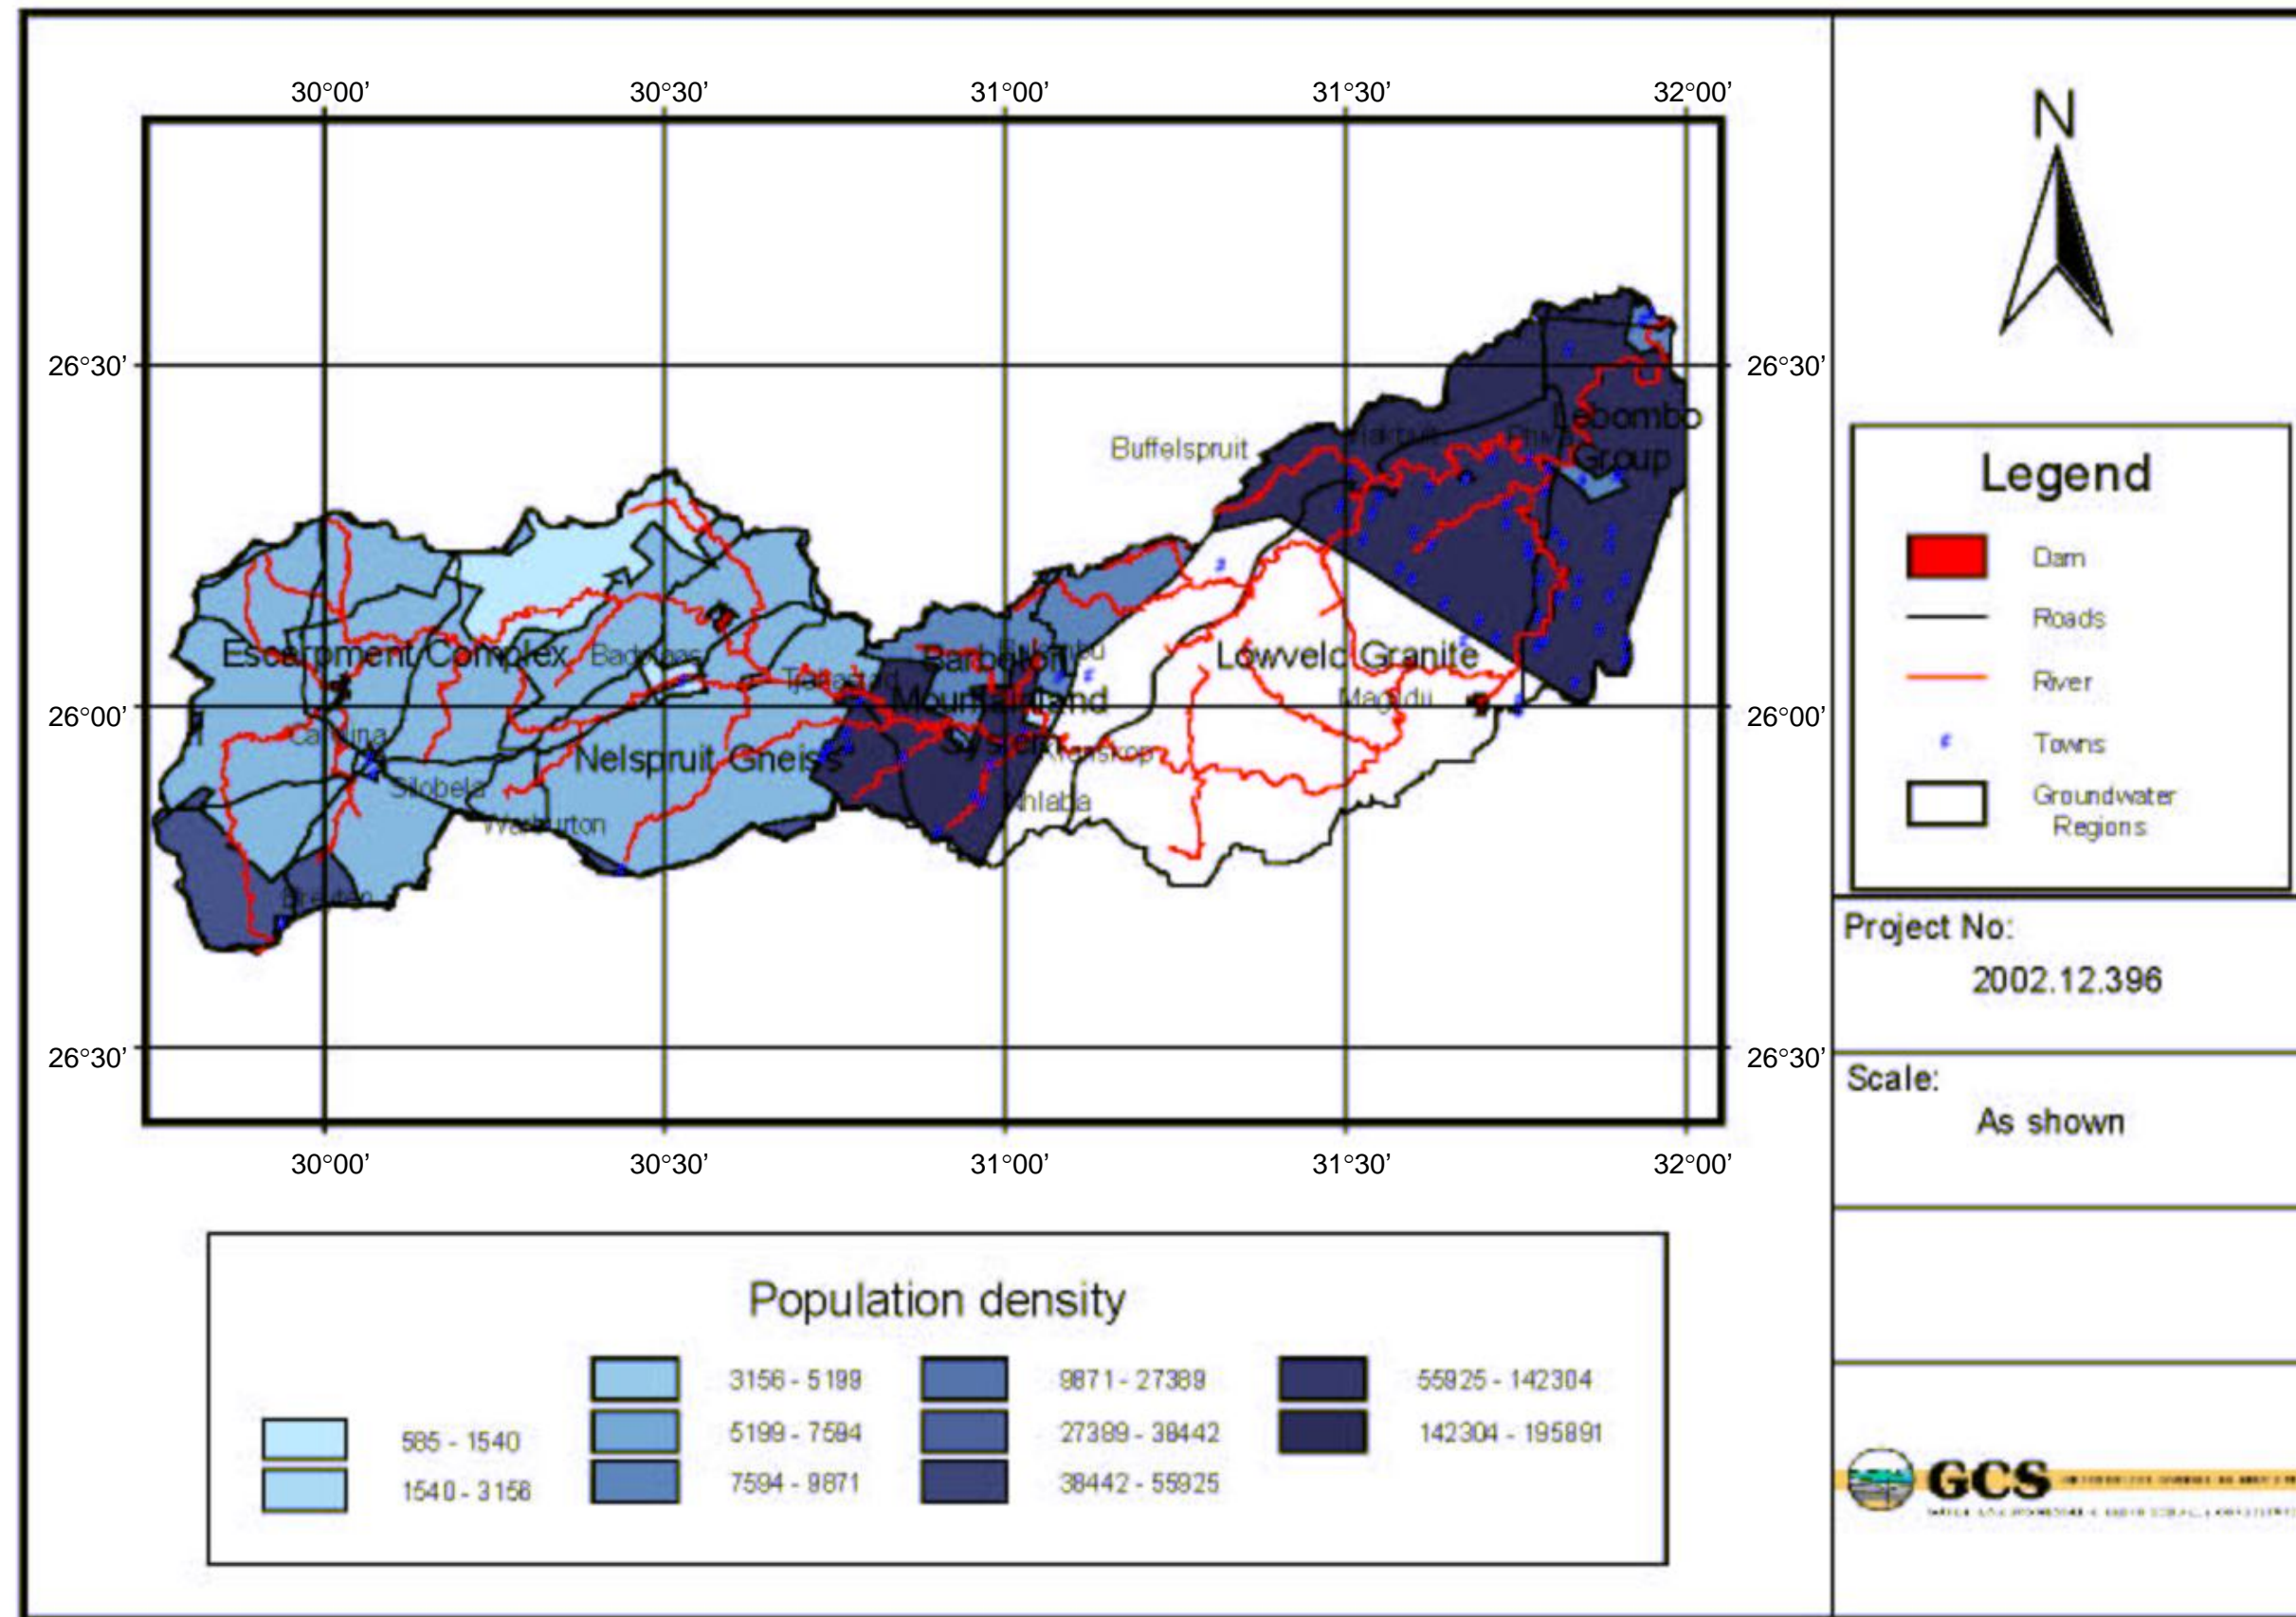 30°00’ 30°30’ 31°00’ 31°30’ 32°00’
N
26°30’ 26°30’
Buffelspruit
Lebombo
Group
Legend
Dam
Roads
River
Towns
Groundwater
Regions
Escarpment Complex
Barberton
Mountainland
System
Lowveld Granite
Nelspruit Gneiss
Silobela
Warburton
Breyten
26°00’ 26°00’
26°30’ 26°30’
30°00’ 30°30’ 31°00’ 31°30’ 32°00’
Project No:
2002.12.396
Scale:
As shown
Population density
585 - 1540
1540 - 3156
3156 - 5199
5199 - 7594
7594 - 9871
9871 - 27389
27389 - 38442
38442 - 55925
55925 - 142304
142304 - 195891
GCS